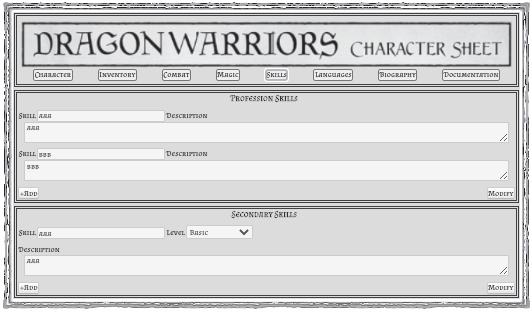 DRAGON WARRIORS CHARACTER SHEET
CHARACTER INVENTORY COMBAT MAGIC SKILLS LANGUAGES BIOGRAPHY DOCUMENTATION
PROFESSION SKILLS
SKILL aaa DESCRIPTION
aaa
SKILL bbb DESCRIPTION
bbb
+ADD MODIFY
SECONDARY SKILLS
SKILL aaa LEVEL BASIC
DESCRIPTION
aaa
+ADD MODIFY